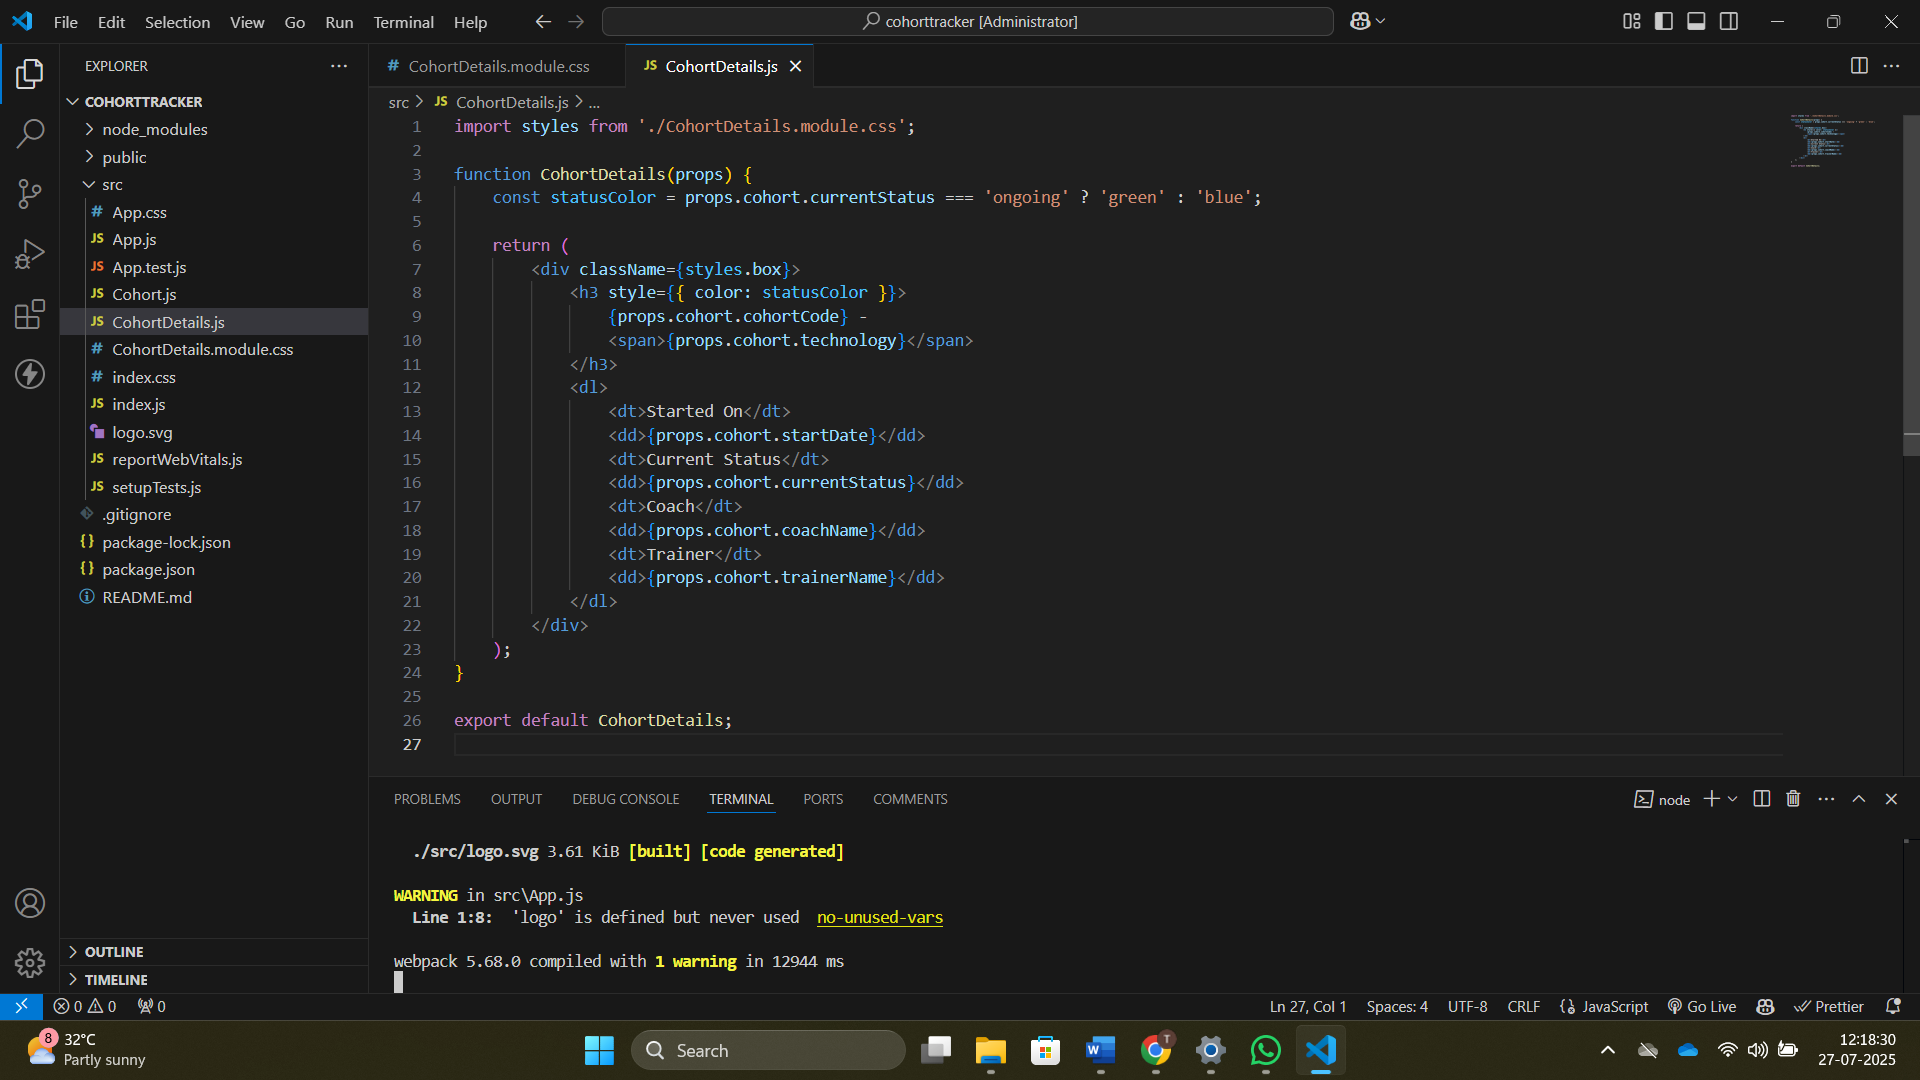 File Edit Selection View Go Run Terminal Help
cohorttracker [Administrator]
EXPLORER
COHORTTRACKER
node_modules
public
src
# App.css
JS App.js
JS App.test.js
JS Cohort.js
JS CohortDetails.js
# CohortDetails.module.css
# index.css
JS index.js
logo.svg
JS reportWebVitals.js
JS setupTests.js
.gitignore
{} package-lock.json
{} package.json
README.md
OUTLINE
TIMELINE
# CohortDetails.module.css
JS CohortDetails.js
src > JS CohortDetails.js > ...
1 import styles from './CohortDetails.module.css';
2
3 function CohortDetails(props) {
4 const statusColor = props.cohort.currentStatus === 'ongoing' ? 'green' : 'blue';
5
6 return (
7 <div className={styles.box}>
8 <h3 style={{ color: statusColor }}>
9 {props.cohort.cohortCode} -
10 <span>{props.cohort.technology}</span>
11 </h3>
12 <dl>
13 <dt>Started On</dt>
14 <dd>{props.cohort.startDate}</dd>
15 <dt>Current Status</dt>
16 <dd>{props.cohort.currentStatus}</dd>
17 <dt>Coach</dt>
18 <dd>{props.cohort.coachName}</dd>
19 <dt>Trainer</dt>
20 <dd>{props.cohort.trainerName}</dd>
21 </dl>
22 </div>
23 );
24 }
25
26 export default CohortDetails;
27
PROBLEMS OUTPUT DEBUG CONSOLE TERMINAL PORTS COMMENTS
node
./src/logo.svg 3.61 KiB [built] [code generated]
WARNING in src\App.js
Line 1:8: 'logo' is defined but never used no-unused-vars
webpack 5.68.0 compiled with 1 warning in 12944 ms
0 0 0
Ln 27, Col 1 Spaces: 4 UTF-8 CRLF {} JavaScript Go Live Prettier
8
32°C
Partly sunny
Search
T
12:18:30
27-07-2025